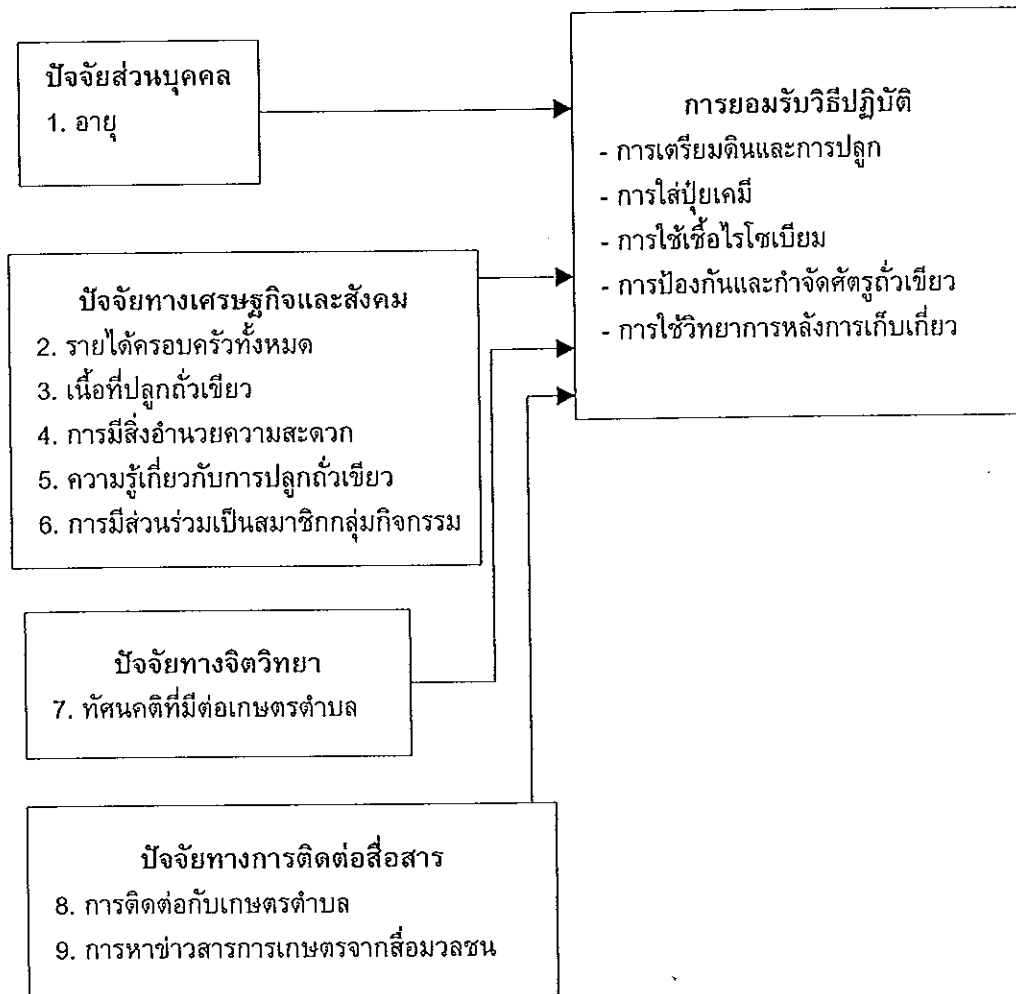 ปัจจัยส่วนบุคคล
1. อายุ
ปัจจัยทางเศรษฐกิจและสังคม
2. รายได้ครอบครัวทั้งหมด
3. เนื้อที่ปลูกถั่วเขียว
4. การมีสิ่งอำนวยความสะดวก
5. ความรู้เกี่ยวกับการปลูกถั่วเขียว
6. การมีส่วนร่วมเป็นสมาชิกกลุ่มกิจกรรม
ปัจจัยทางจิตวิทยา
7. ทัศนคติที่มีต่อเกษตรตำบล
ปัจจัยทางการติดต่อสื่อสาร
8. การติดต่อกับเกษตรตำบล
9. การหาข่าวสารการเกษตรจากสื่อมวลชน
การยอมรับวิธีปฏิบัติ
- การเตรียมดินและการปลูก
- การใส่ปุ๋ยเคมี
- การใช้เชื้อไรโซเบียม
- การป้องกันและกำจัดศัตรูถั่วเขียว
- การใช้วิทยาการหลังการเก็บเกี่ยว